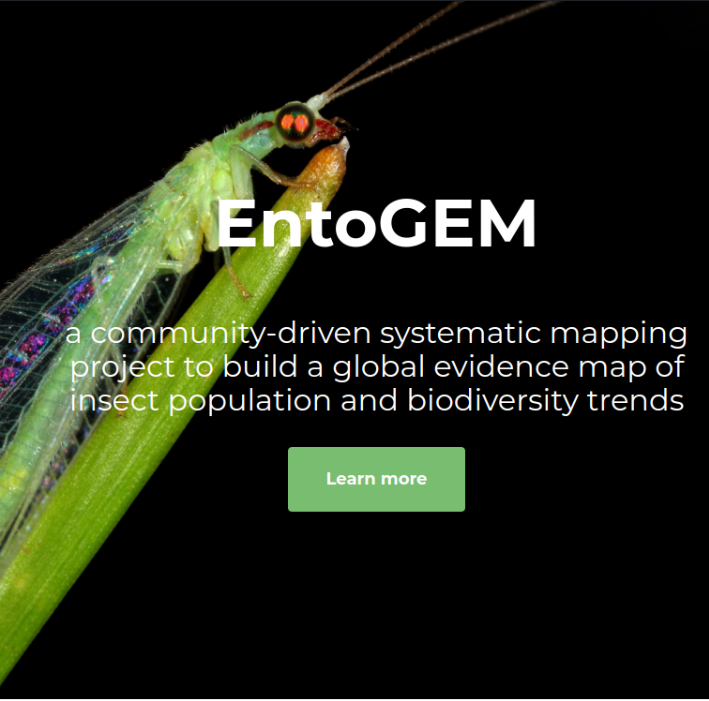 EntoGEM
a community-driven systematic mapping
project to build a global evidence map of
insect population and biodiversity trends
Learn more